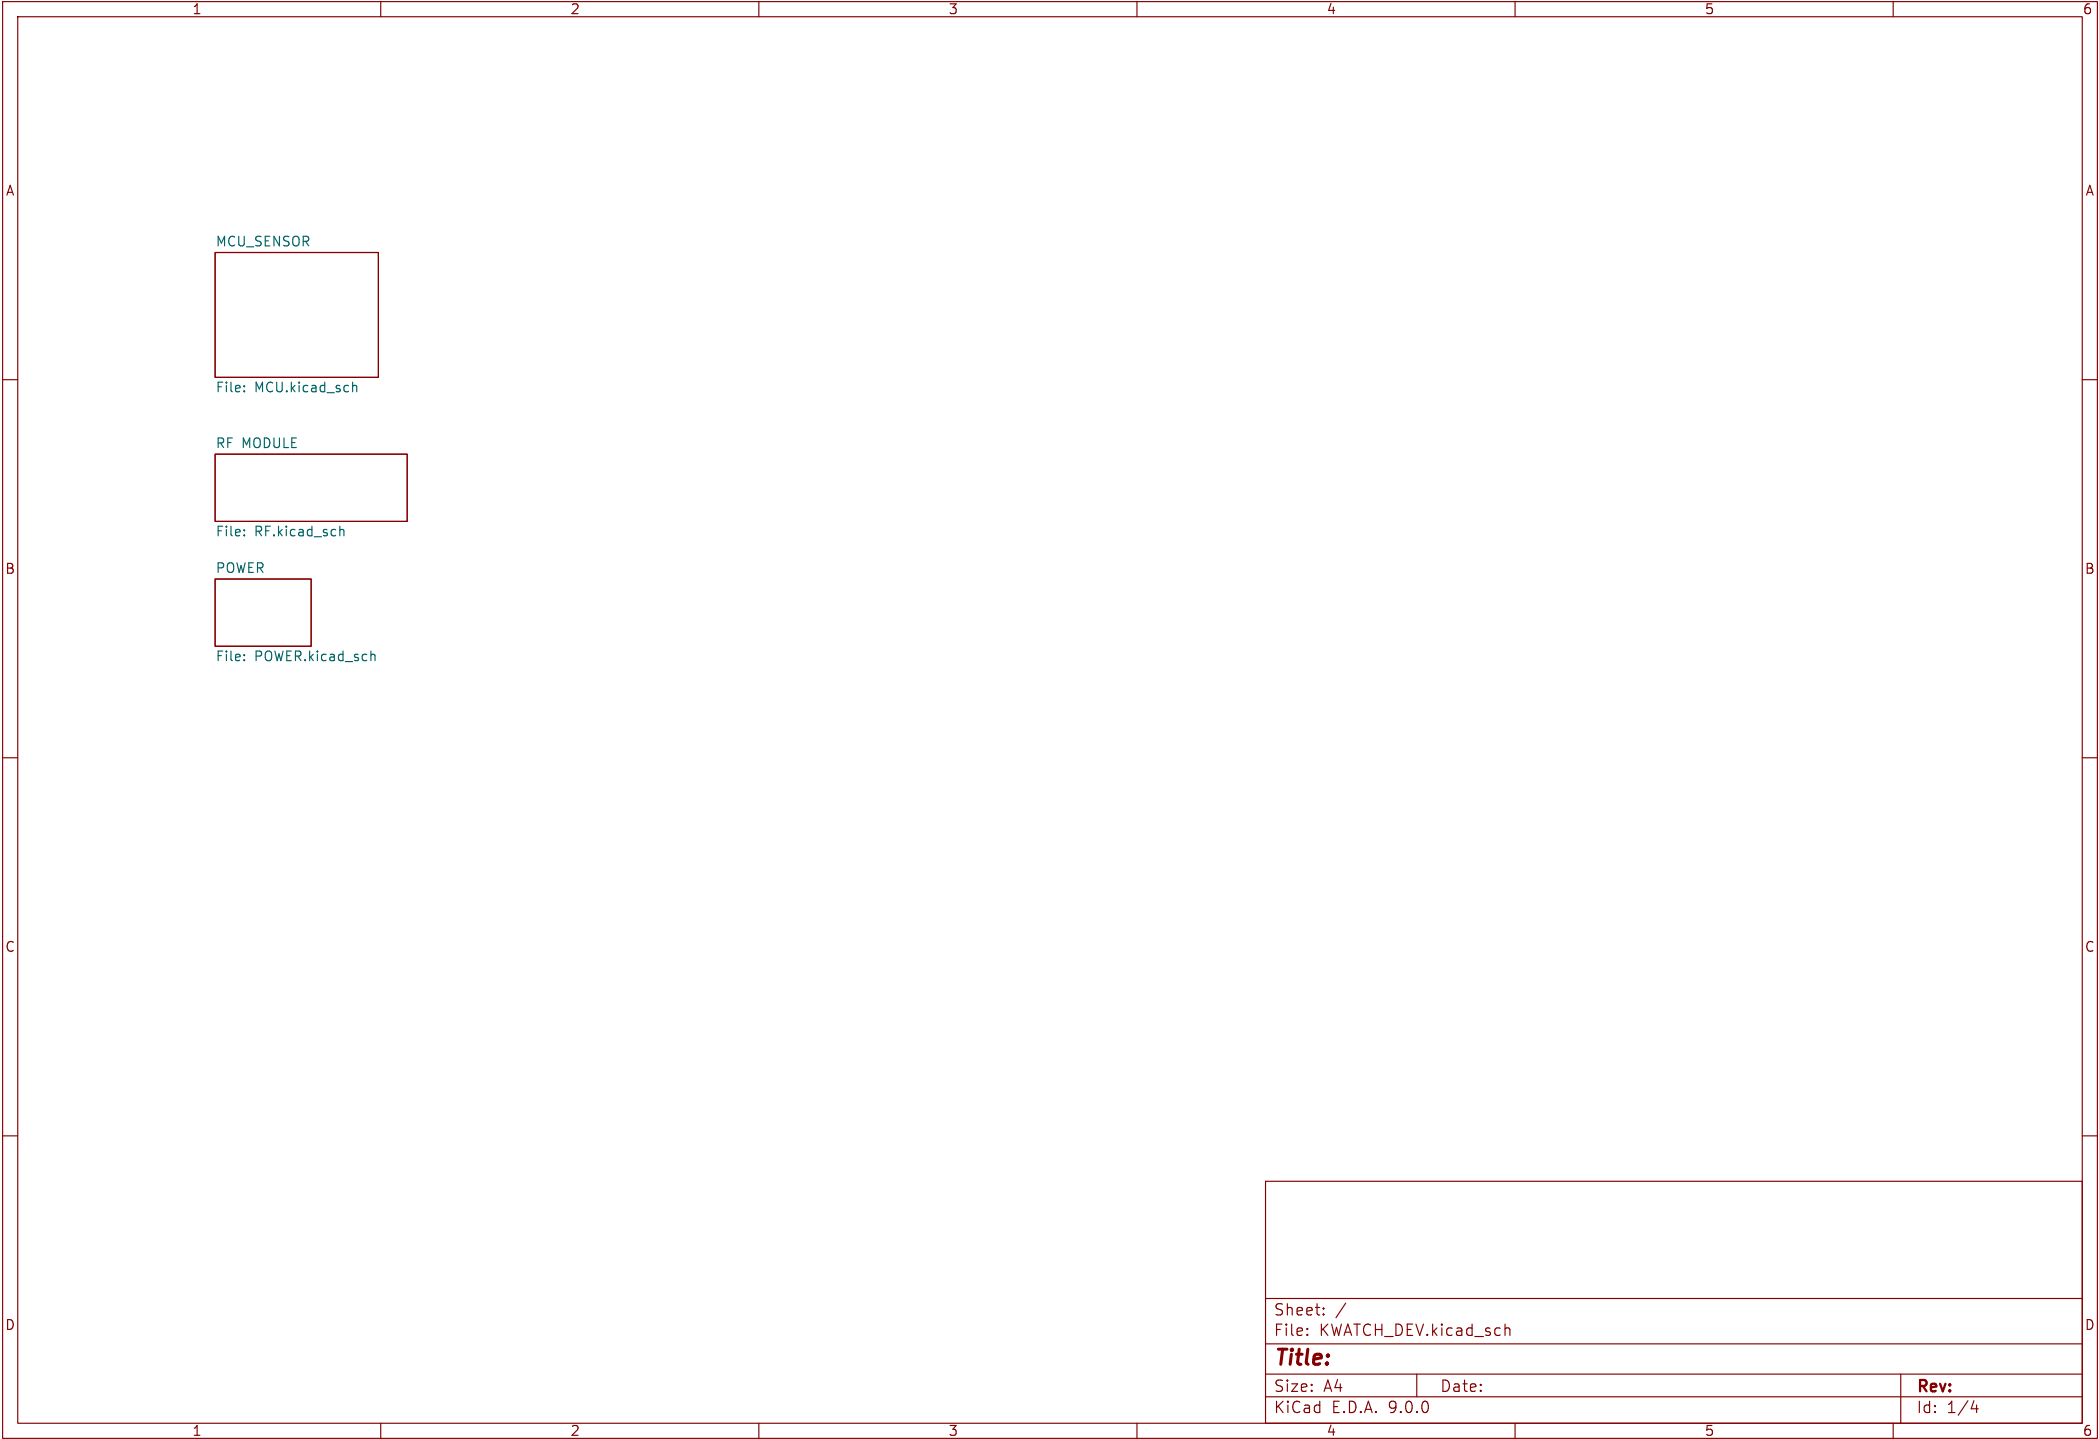 1 2 3 4 5 6
A A
MCU_SENSOR
File: MCU.kicad_sch
RF MODULE
File: RF.kicad_sch
POWER
B B
File: POWER.kicad_sch
C C
Sheet: /
File: KWATCH_DEV.kicad_sch
D D
Title:
Size: A4 Date: Rev:
KiCad E.D.A. 9.0.0 Id: 1/4
1 2 3 4 5 6